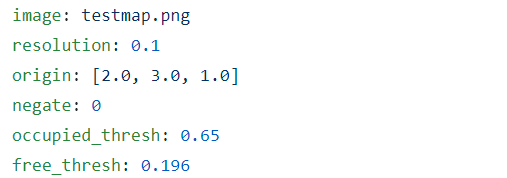 image: testmap.png
resolution: 0.1
origin: [2.0, 3.0, 1.0]
negate: 0
occupied_thresh: 0.65
free_thresh: 0.196